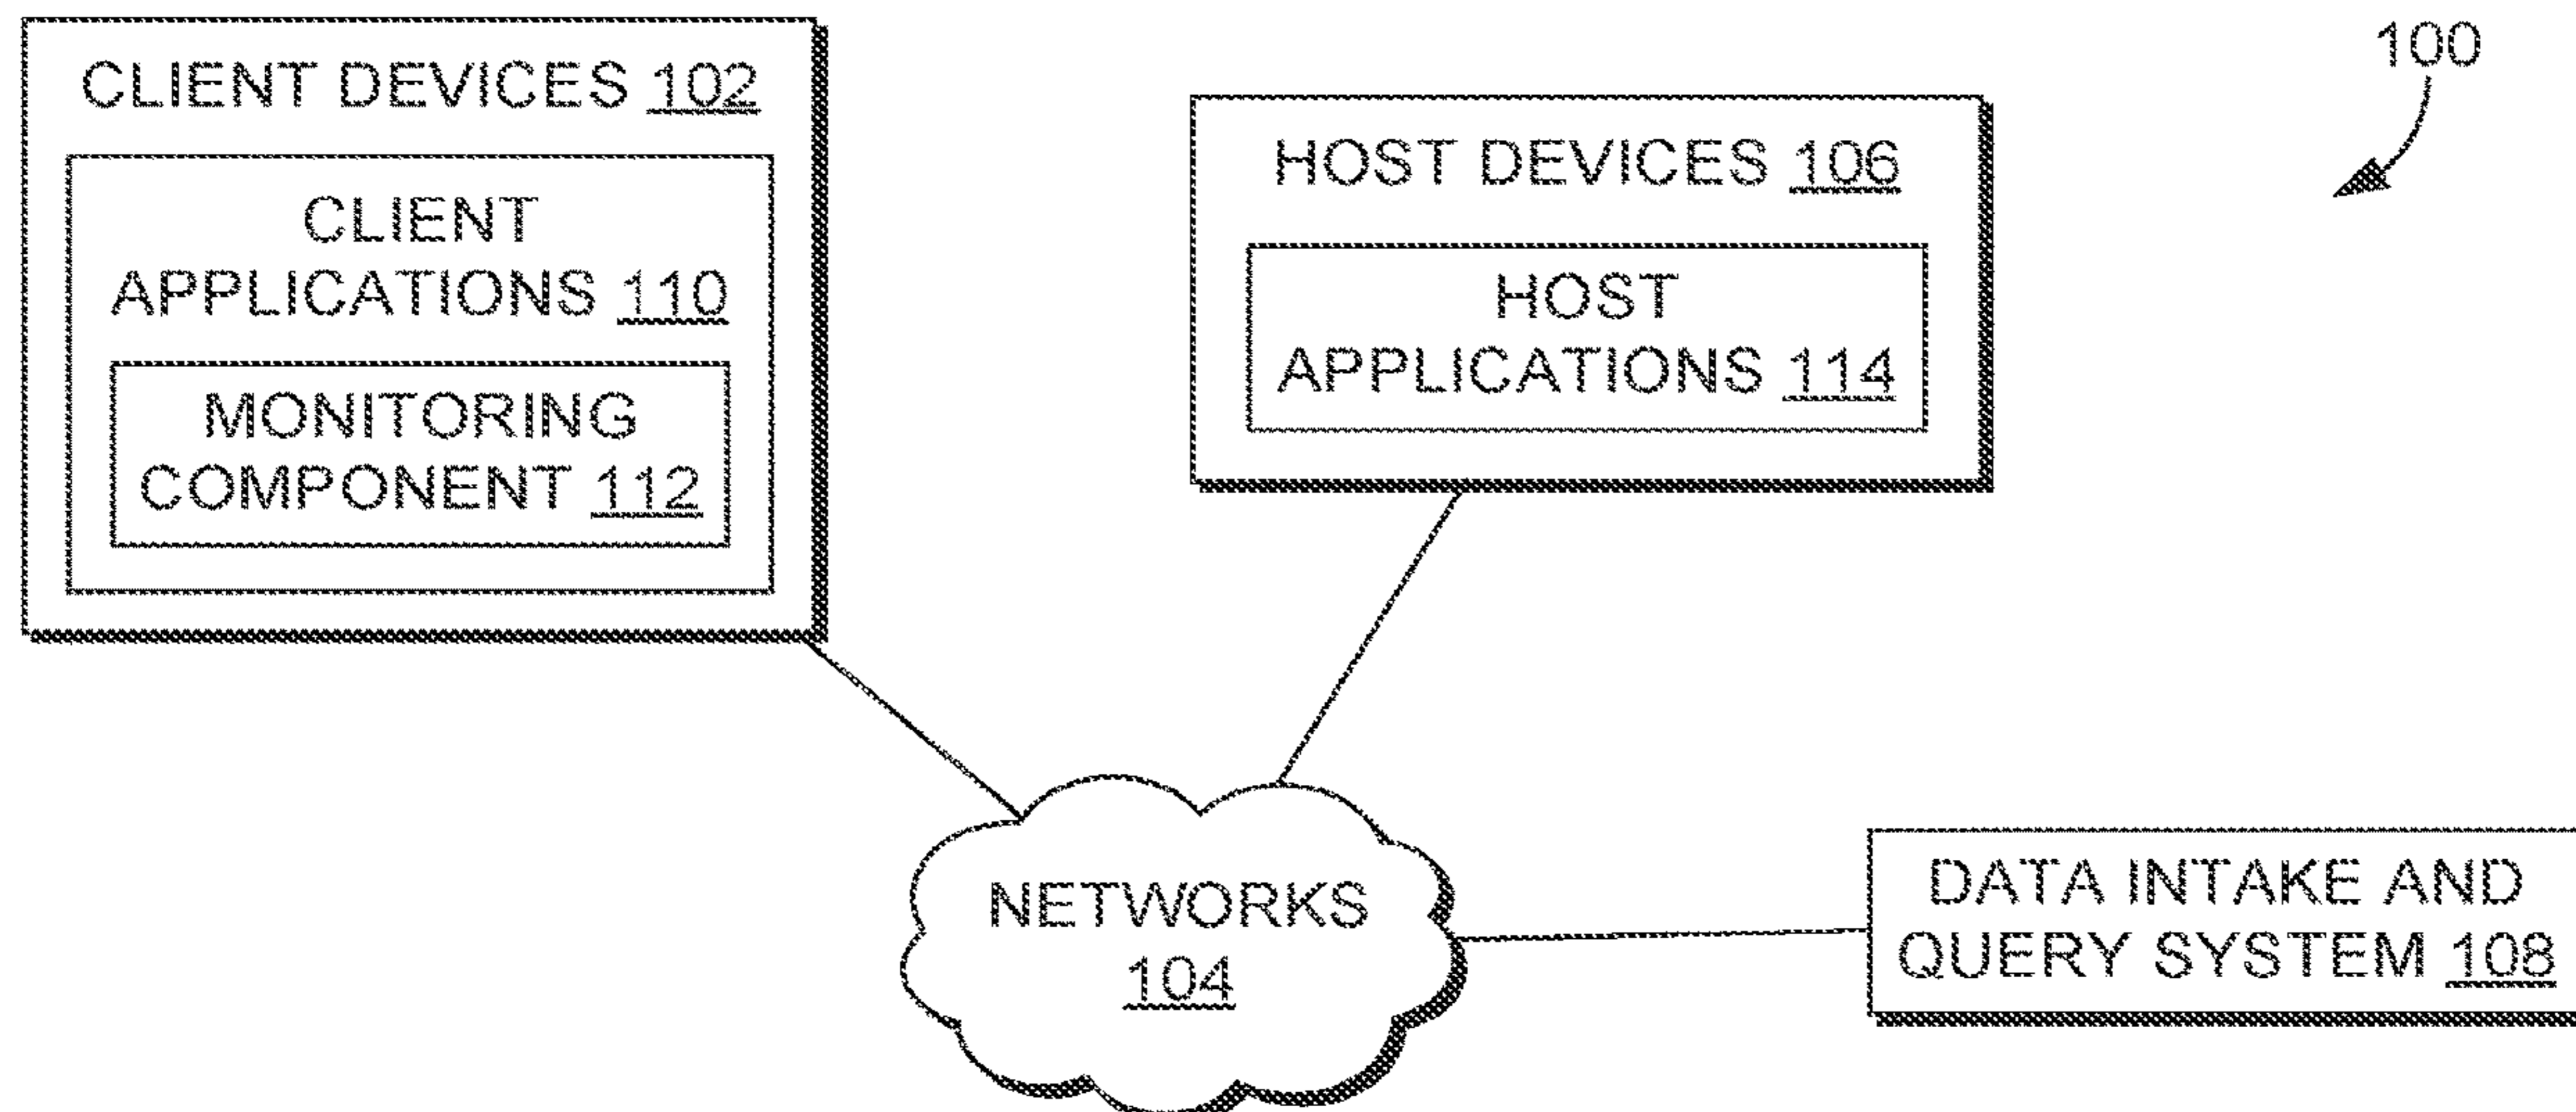 100
CLIENT DEVICES 102
CLIENT
APPLICATIONS 110
MONITORING
COMPONENT 112
HOST DEVICES 106
HOST
APPLICATIONS 114
NETWORKS
104
DATA INTAKE AND
QUERY SYSTEM 108